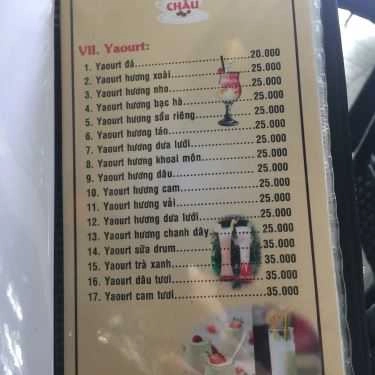 CHÂU
VII. Yaourt:
1. Yaourt đá 20.000
2. Yaourt hương xoài 25.000
3. Yaourt hương nho 25.000
4. Yaourt hương bạc hà 25.000
5. Yaourt hương sầu riêng 25.000
6. Yaourt hương táo 25.000
7. Yaourt hương dưa lưới 25.000
8. Yaourt hương khoai môn 25.000
9. Yaourt hương dâu 25.000
10. Yaourt hương cam 25.000
11. Yaourt hương vải 25.000
12. Yaourt hương dưa lưới 25.000
13. Yaourt hương chanh dây 25.000
14. Yaourt sữa drum 35.000
15. Yaourt trà xanh 35.000
16. Yaourt dâu tươi 35.000
17. Yaourt cam tươi 35.000